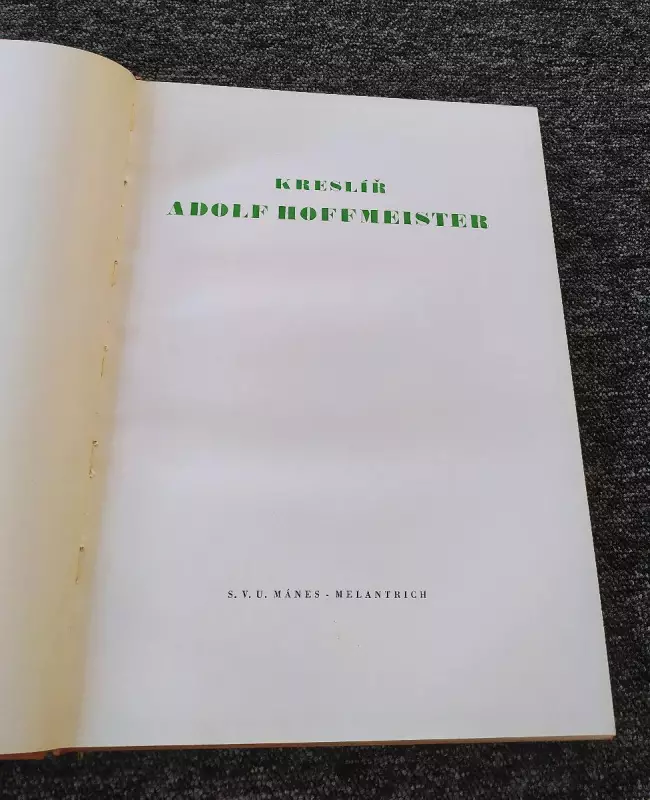 KRESLÍŘ
ADOLF HOFFMEISTER
S. V. U. MÁNES - MELANTRICH